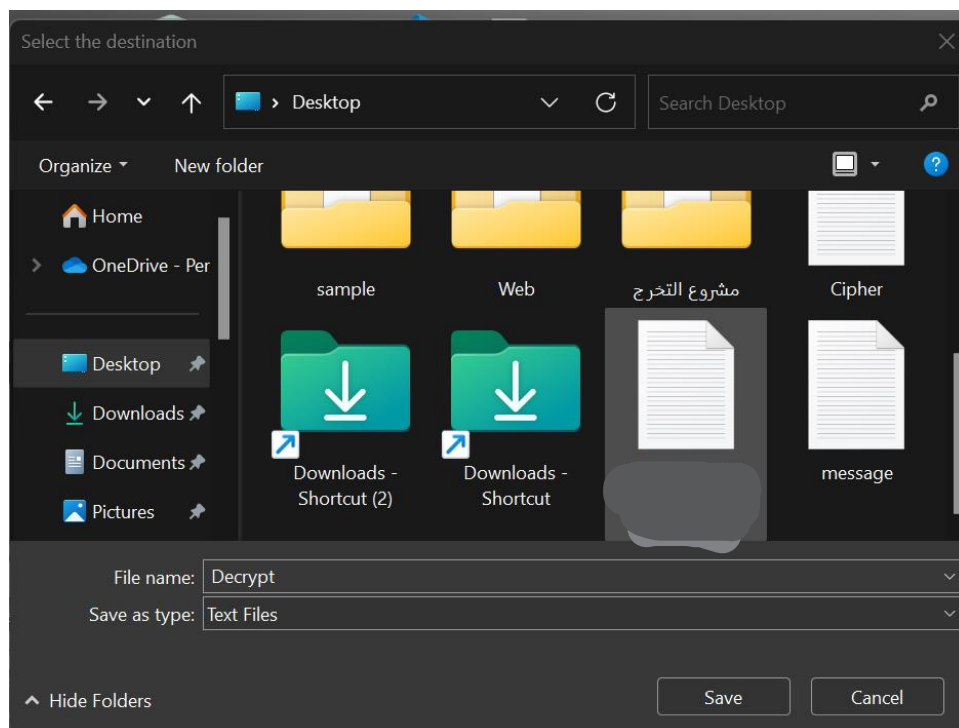 Select the destination
Desktop
Search Desktop
Organize
New folder
Home
OneDrive - Per
Desktop
Downloads
Documents
Pictures
sample
Web
مشروع التخرج
Cipher
Downloads - Shortcut (2)
Downloads - Shortcut
message
File name: Decrypt
Save as type: Text Files
Hide Folders
Save
Cancel